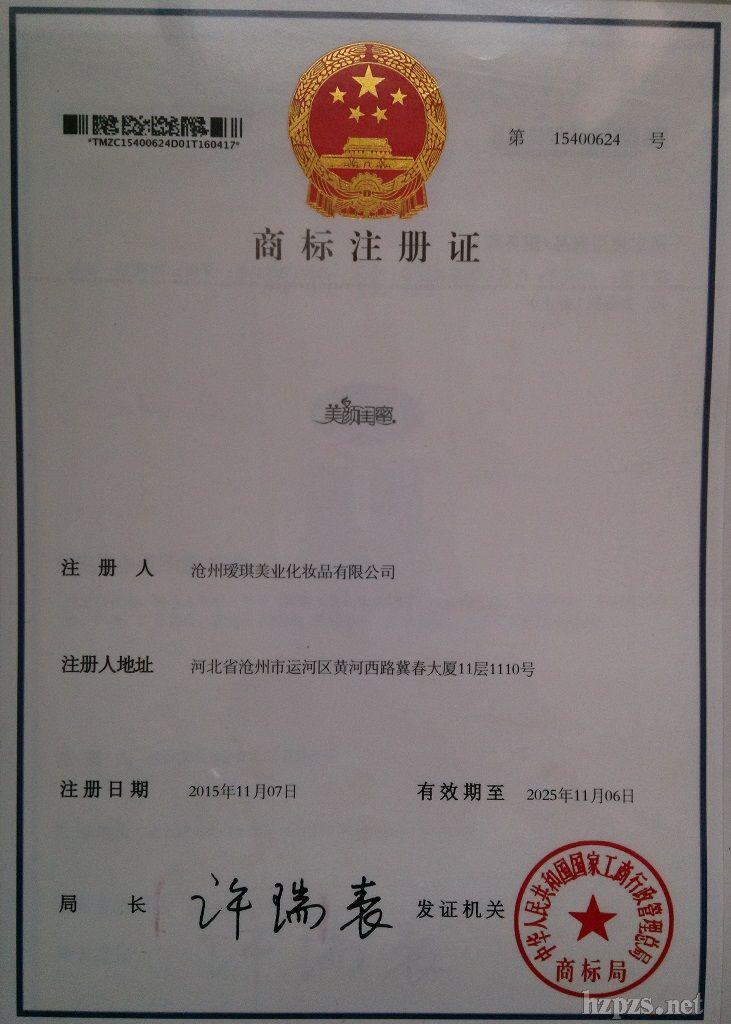 *TMZC15400624D01T160417*
第 15400624 号
商标注册证
美颜闺蜜
注册人 沧州瑷琪美业化妆品有限公司
注册人地址 河北省沧州市运河区黄河西路冀春大厦11层1110号
注册日期 2015年11月07日 有效期至 2025年11月06日
局长 许瑞表 发证机关
中华人民共和国国家工商行政管理总局
商标局
hzpzs.net